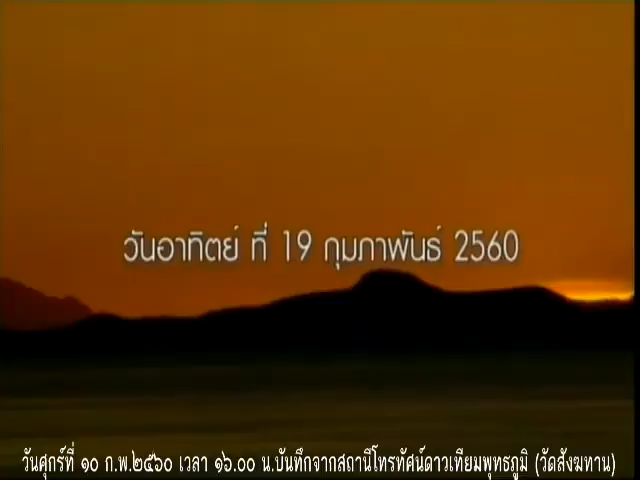 วันอาทิตย์ ที่ 19 กุมภาพันธ์ 2560
วันศุกร์ที่ ๑๐ ก.พ.๒๕๖๐ เวลา ๑๖.๐๐ น.บันทึกจากสถานีโทรทัศน์ดาวเทียมพุทธภูมิ (วัดสังฆทาน)